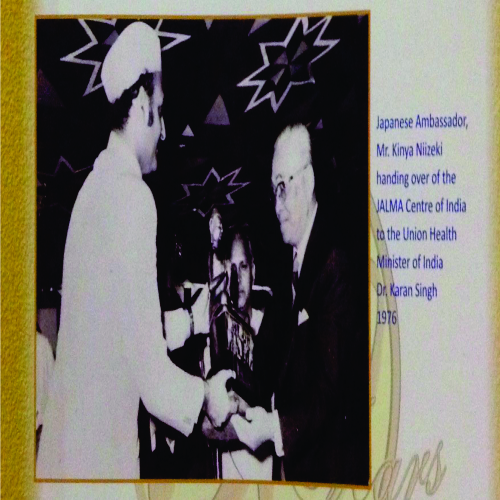 Japanese Ambassador,
Mr. Kinya Niizeki
handing over of the
JALMA Centre of India
to the Union Health
Minister of India
Dr. Karan Singh
1976